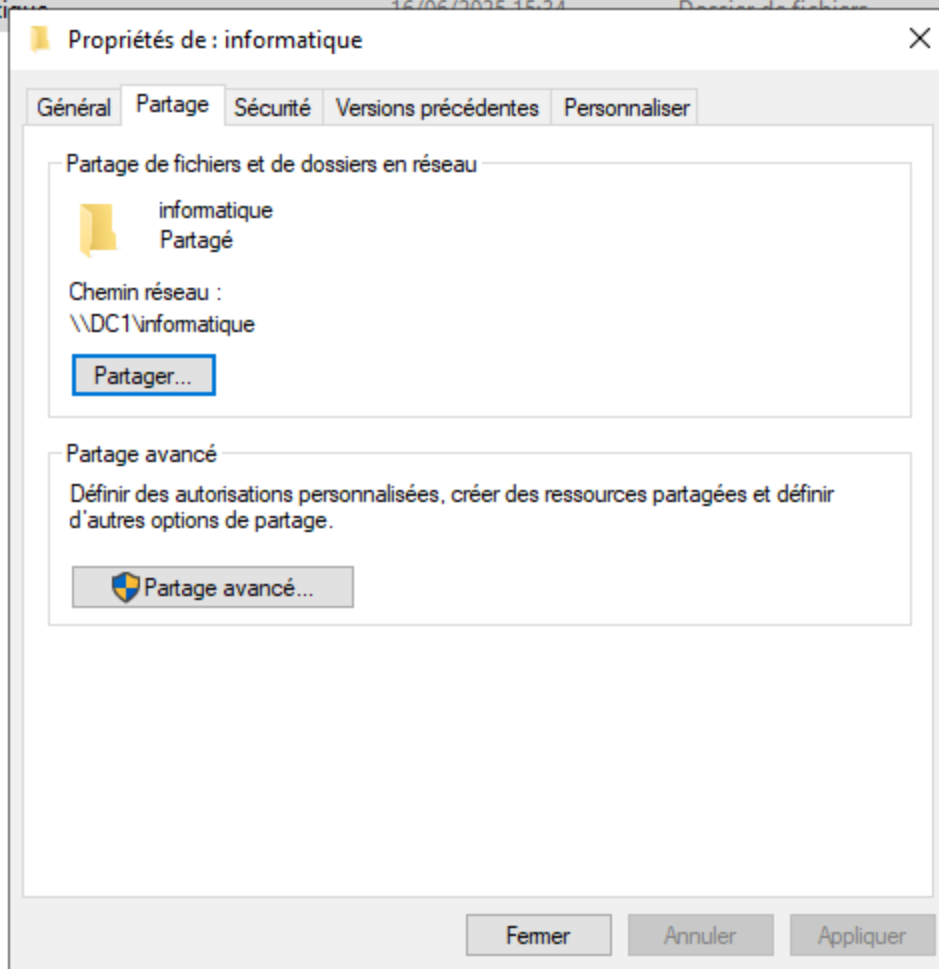 Propriétés de : informatique
Général Partage Sécurité Versions précédentes Personnaliser
Partage de fichiers et de dossiers en réseau
informatique
Partagé
Chemin réseau :
\\DC1\informatique
Partager...
Partage avancé
Définir des autorisations personnalisées, créer des ressources partagées et définir
d'autres options de partage.
Partage avancé...
Fermer Annuler Appliquer